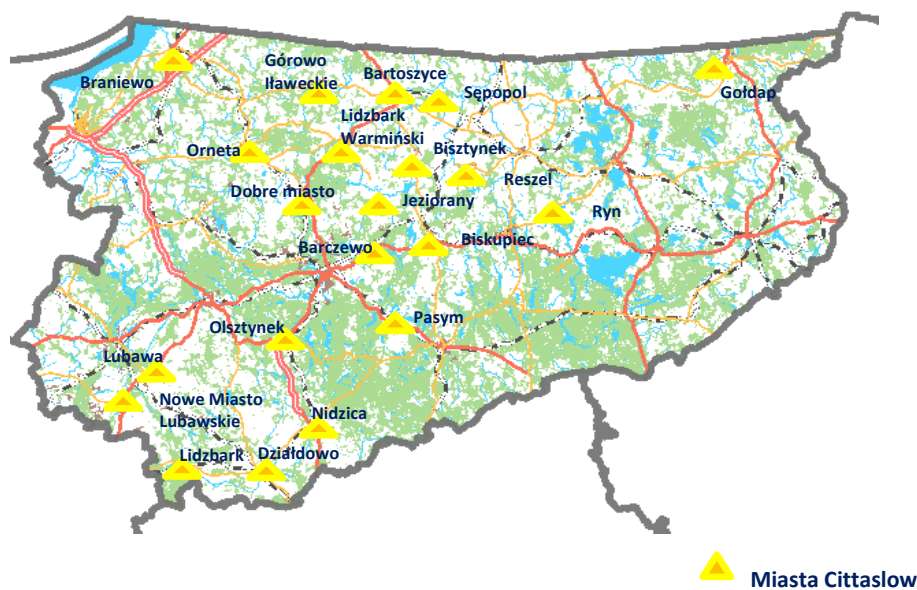 Braniewo
Górowo
Iławeckie
Bartoszyce
Sępopol
Gołdap
Lidzbark
Warmiński
Orneta
Bisztynek
Reszel
Dobre miasto
Jeziorany
Ryn
Barczewo
Biskupiec
Olsztynek
Pasym
Lubawa
Nowe Miasto
Lubawskie
Nidzica
Lidzbark
Działdowo
Miasta Cittaslow